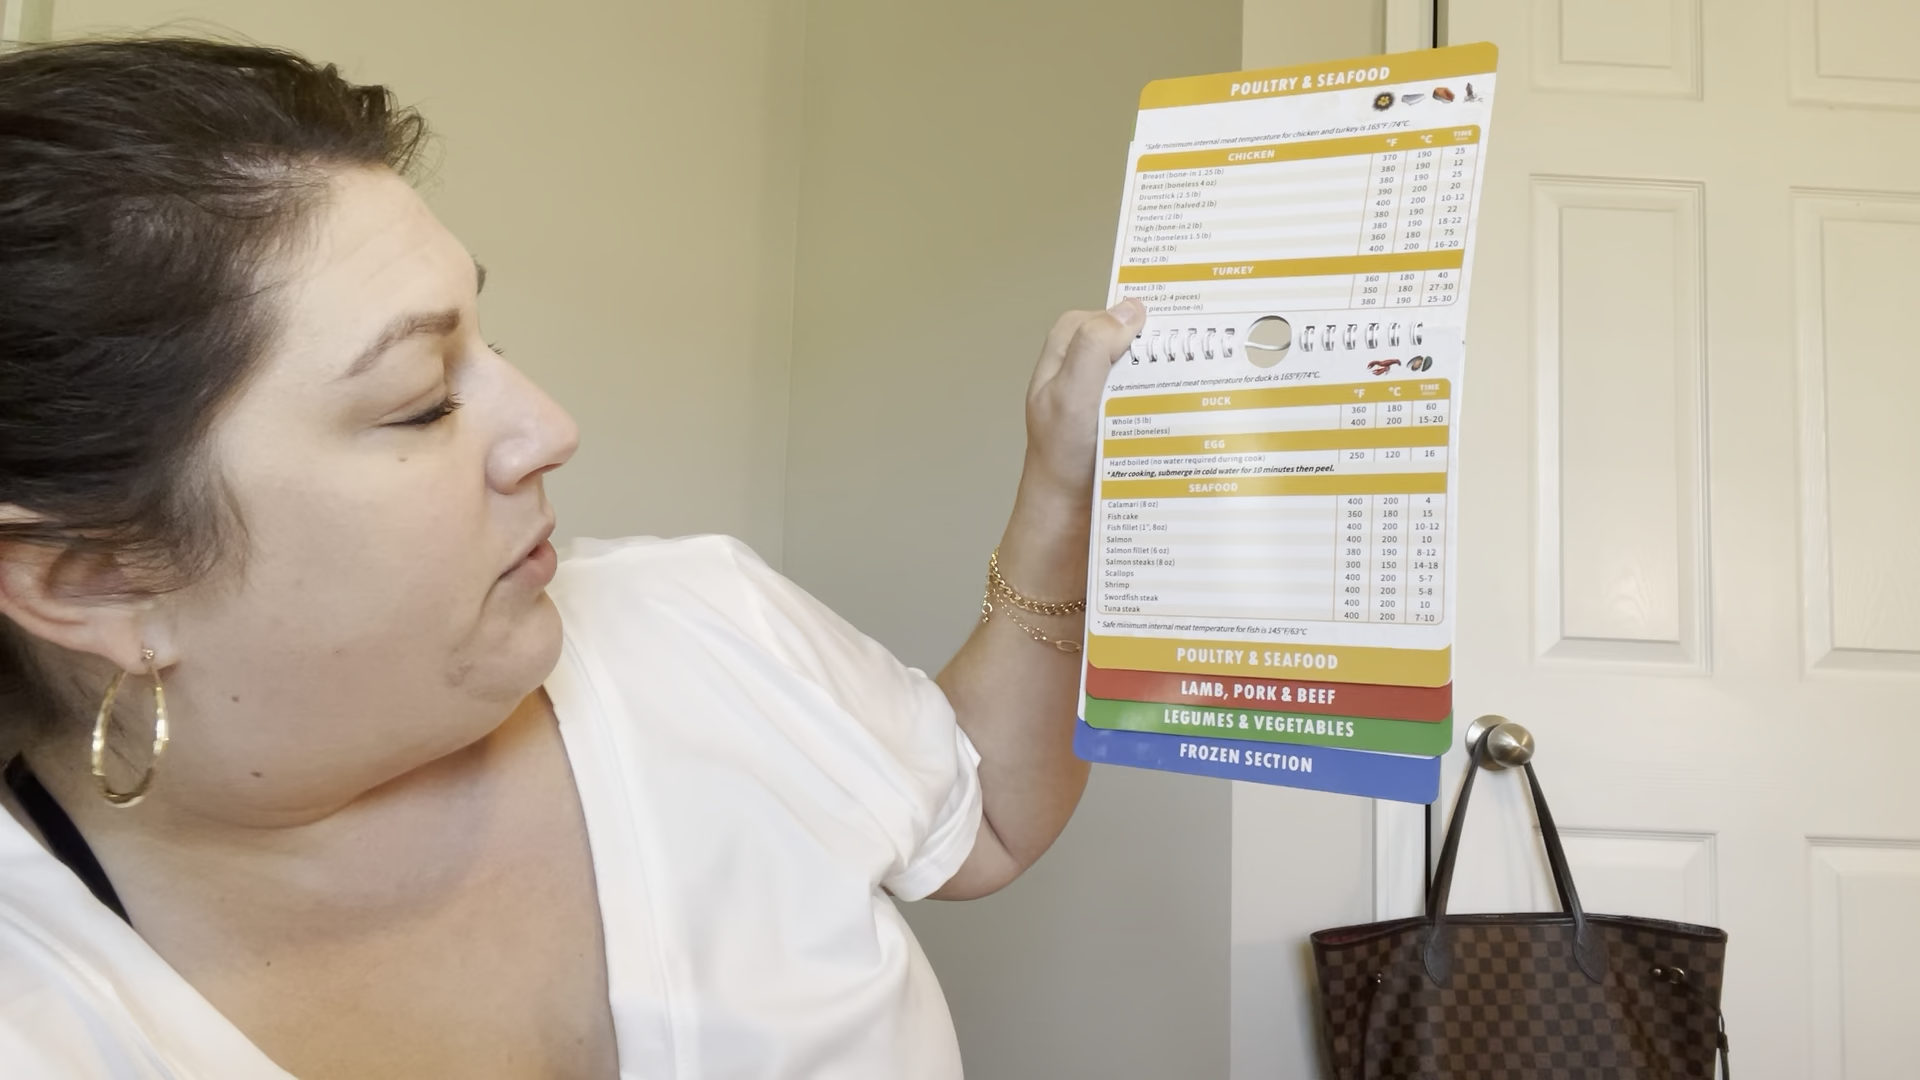 POULTRY & SEAFOOD
*Safe minimum internal meat temperature for chicken and turkey is 165°F/74°C.
CHICKEN °F °C TIME
Breast (bone-in 1.25 lb) 370 190 25
Breast (boneless 4 oz) 380 190 12
Drumstick (2.5 lb) 380 190 25
Game hen (halved 2 lb) 390 200 20
Tenders (2 lb) 400 200 10-12
Thigh (bone-in 2 lb) 380 190 22
Thigh (boneless 1.5 lb) 380 190 18-22
Whole (6.5 lb) 360 180 75
Wings (2 lb) 400 200 16-20
TURKEY
Breast (3 lb) 360 180 40
Drumstick (2-4 pieces) 350 180 27-30
pieces bone-in) 380 190 25-30
*Safe minimum internal meat temperature for duck is 165°F/74°C.
DUCK °F °C TIME
Whole (5 lb) 360 180 60
Breast (boneless) 400 200 15-20
EGG
Hard boiled (no water required during cook) 250 120 16
*After cooking, submerge in cold water for 10 minutes then peel.
SEAFOOD
Calamari (8 oz) 400 200 4
Fish cake 360 180 15
Fish fillet (1", 8oz) 400 200 10-12
Salmon 400 200 10
Salmon fillet (6 oz) 380 190 8-12
Salmon steaks (8 oz) 300 150 14-18
Scallops 400 200 5-7
Shrimp 400 200 5-8
Swordfish steak 400 200 10
Tuna steak 400 200 7-10
* Safe minimum internal meat temperature for fish is 145°F/63°C
POULTRY & SEAFOOD
LAMB, PORK & BEEF
LEGUMES & VEGETABLES
FROZEN SECTION